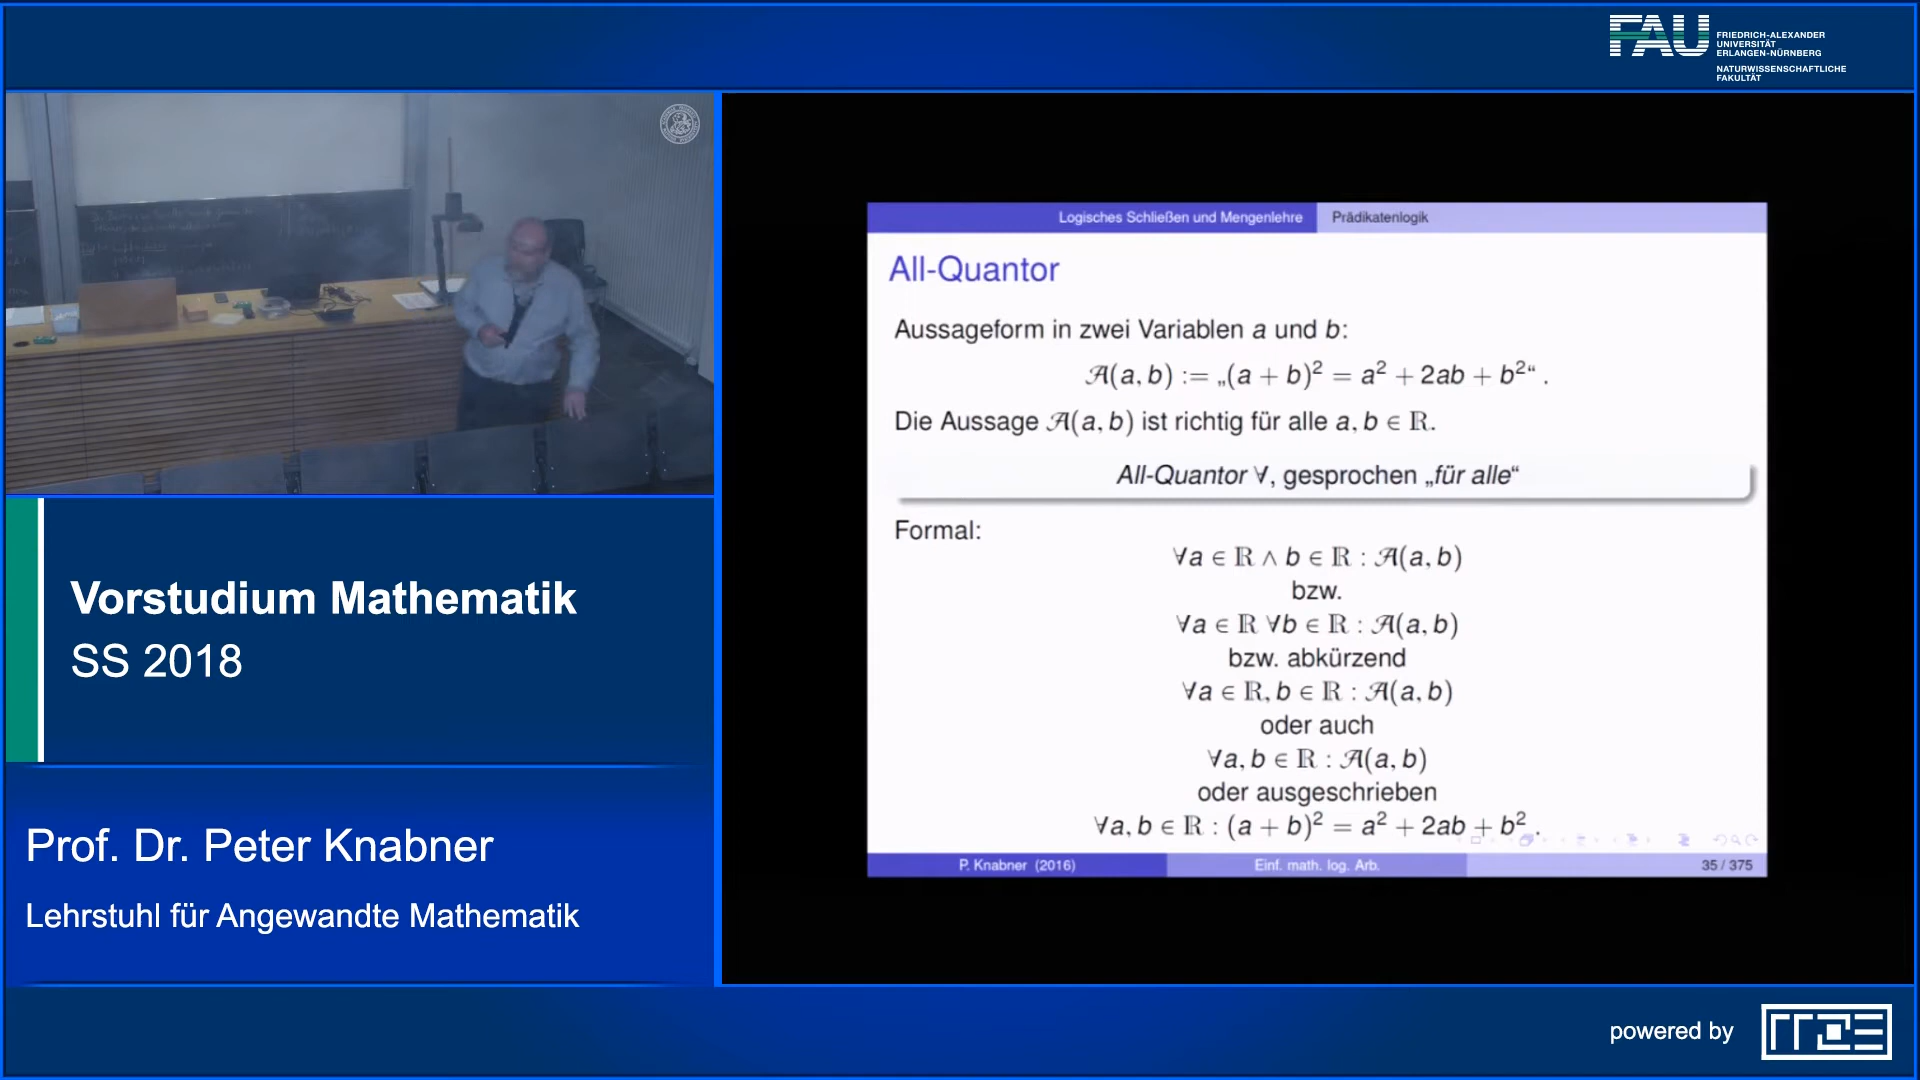 FAU
FRIEDRICH-ALEXANDER
UNIVERSITÄT
ERLANGEN-NÜRNBERG
NATURWISSENSCHAFTLICHE
FAKULTÄT
Vorstudium Mathematik
SS 2018
Prof. Dr. Peter Knabner
Lehrstuhl für Angewandte Mathematik
Logisches Schließen und Mengenlehre Prädikatenlogik
All-Quantor
Aussageform in zwei Variablen a und b:
𝒜(a, b) := „(a + b)² = a² + 2ab + b²“ .
Die Aussage 𝒜(a, b) ist richtig für alle a, b ∈ ℝ.
All-Quantor ∀, gesprochen „für alle“
Formal:
∀a ∈ ℝ ∧ b ∈ ℝ : 𝒜(a, b)
bzw.
∀a ∈ ℝ ∀b ∈ ℝ : 𝒜(a, b)
bzw. abkürzend
∀a ∈ ℝ, b ∈ ℝ : 𝒜(a, b)
oder auch
∀a, b ∈ ℝ : 𝒜(a, b)
oder ausgeschrieben
∀a, b ∈ ℝ : (a + b)² = a² + 2ab + b² .
P. Knabner (2016) Einf. math. log. Arb. 35 / 375
powered by